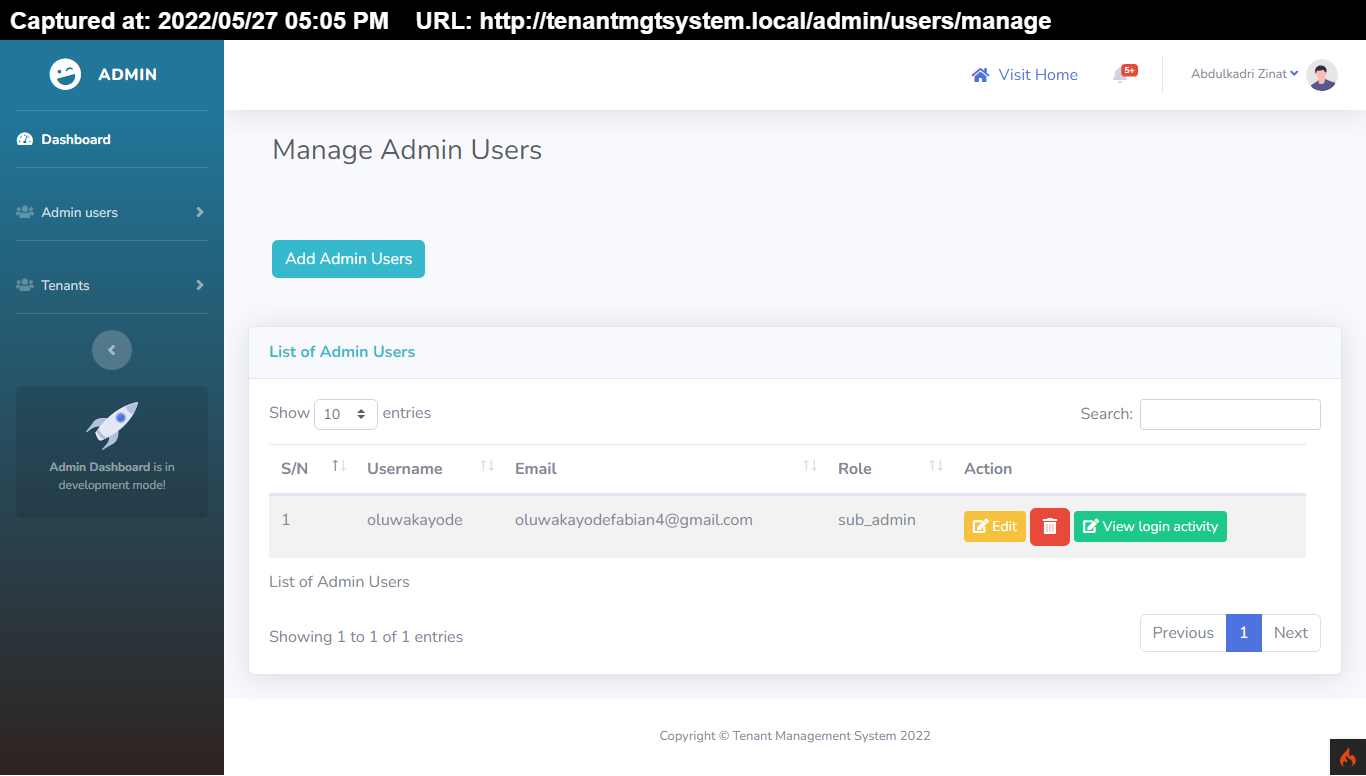 Captured at: 2022/05/27 05:05 PM    URL: http://tenantmgtsystem.local/admin/users/manage
ADMIN
Visit Home
5+
Abdulkadri Zinat
Dashboard
Admin users
Tenants
Admin Dashboard is in
development mode!
Manage Admin Users
Add Admin Users
List of Admin Users
Show 10 entries
Search:
S/N Username Email Role Action
1 oluwakayode oluwakayodefabian4@gmail.com sub_admin Edit View login activity
List of Admin Users
Showing 1 to 1 of 1 entries
Previous 1 Next
Copyright © Tenant Management System 2022